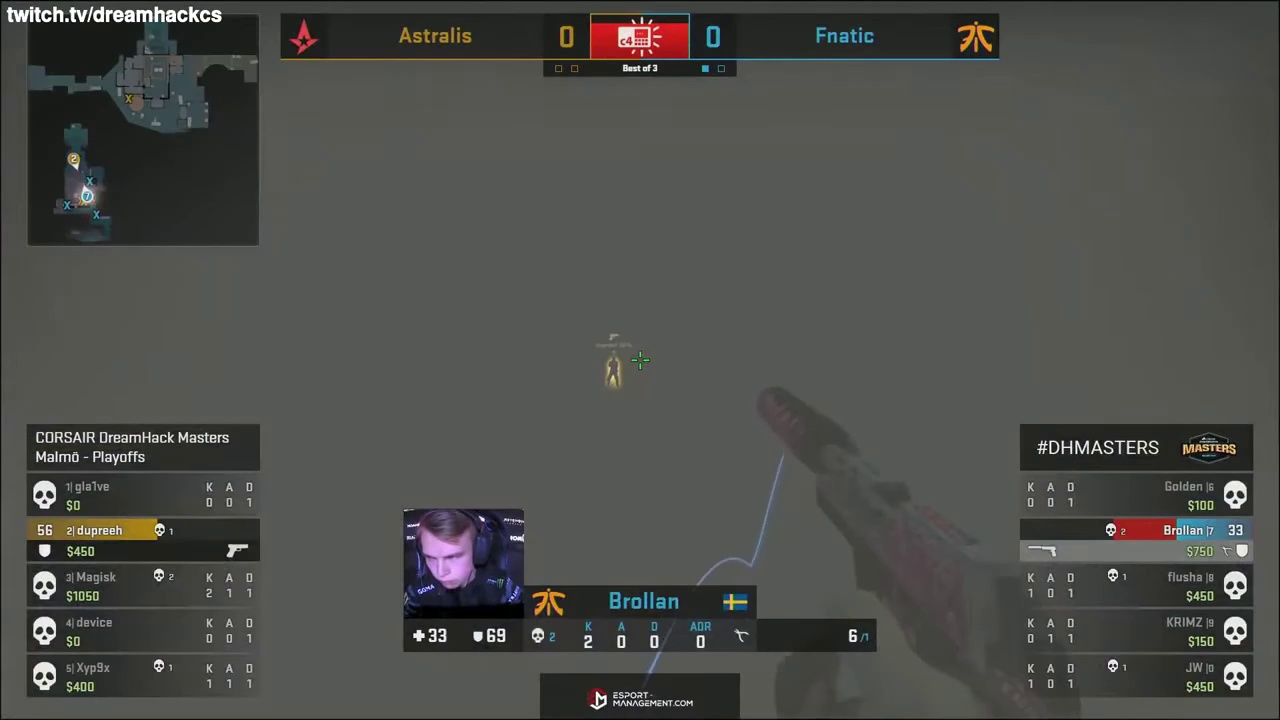 twitch.tv/dreamhackcs
Astralis 0 c4 0 Fnatic
Best of 3
CORSAIR DreamHack Masters
Malmö - Playoffs
1| gla1ve K A D
$0 0 0 1
56 2| dupreeh 1
$450
3| Magisk 2 K A D
$1050 2 1 1
4| device K A D
$0 0 0 1
5| Xyp9x 1 K A D
$400 1 1 1
#DHMASTERS MASTERS
K A D Golden |6
0 0 1 $100
2 Brollan |7 33
$750
K A D 1 flusha |8
1 0 1 $450
K A D KRIMZ |9
0 1 1 $150
K A D 1 JW |0
1 0 1 $450
Brollan
K A D ADR
33 69 2 2 0 0 0 6/1
ESPORT-
MANAGEMENT.COM